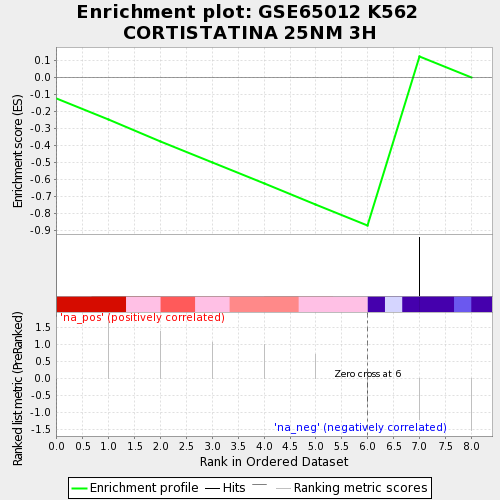 Enrichment plot: GSE65012 K562
CORTISTATINA 25NM 3H
Enrichment score (ES)
0.1
0.0
-0.1
-0.2
-0.3
-0.4
-0.5
-0.6
-0.7
-0.8
-0.9
'na_pos' (positively correlated)
Ranked list metric (PreRanked)
1.5
1.0
0.5
0.0
-0.5
-1.0
-1.5
Zero cross at 6
'na_neg' (negatively correlated)
0.0 0.5 1.0 1.5 2.0 2.5 3.0 3.5 4.0 4.5 5.0 5.5 6.0 6.5 7.0 7.5 8.0
Rank in Ordered Dataset
Enrichment profile Hits Ranking metric scores